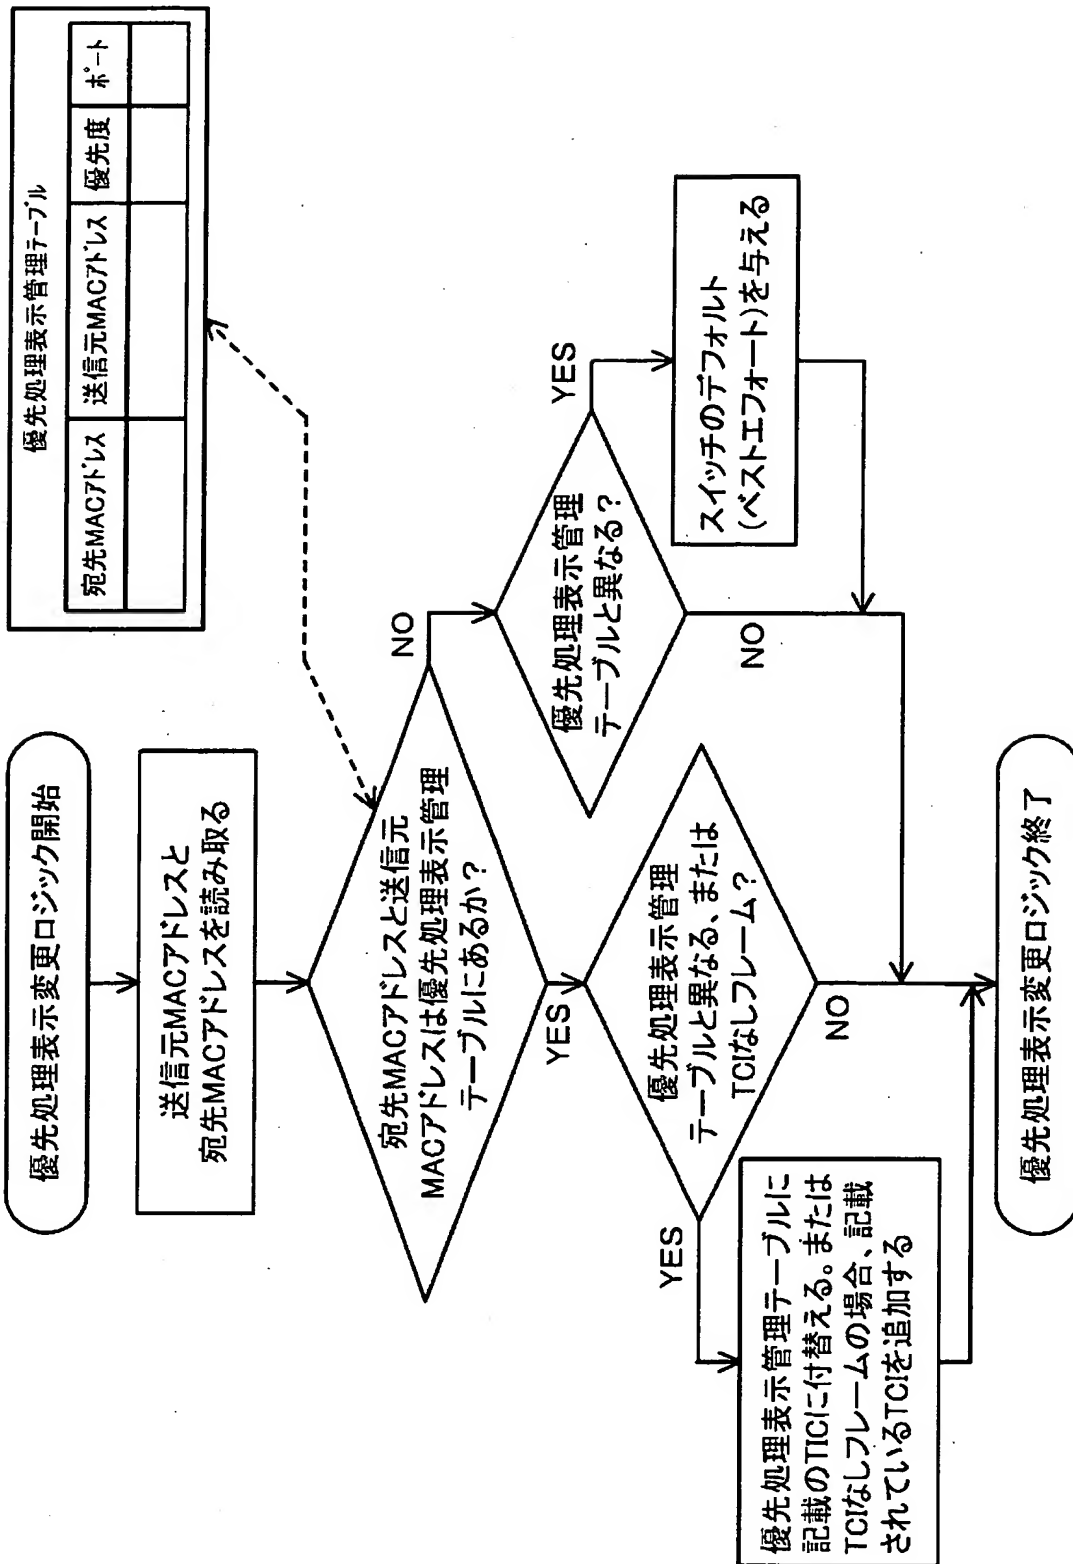 優先処理表示変更ロジック開始
送信元MACアドレスと
宛先MACアドレスを読み取る
優先処理表示管理テーブル
宛先MACアドレス 送信元MACアドレス 優先度 ポート
宛先MACアドレスと送信元
MACアドレスは優先処理表示管理
テーブルにあるか?
NO
YES
優先処理表示管理
テーブルと異なる?
YES
NO
スイッチのデフォルト
(ベストエフォート)を与える
優先処理表示管理
テーブルと異なる、または
TCIなしフレーム?
YES
NO
優先処理表示管理テーブルに
記載のTICに付替える。または
TCIなしフレームの場合、記載
されているTCIを追加する
優先処理表示変更ロジック終了